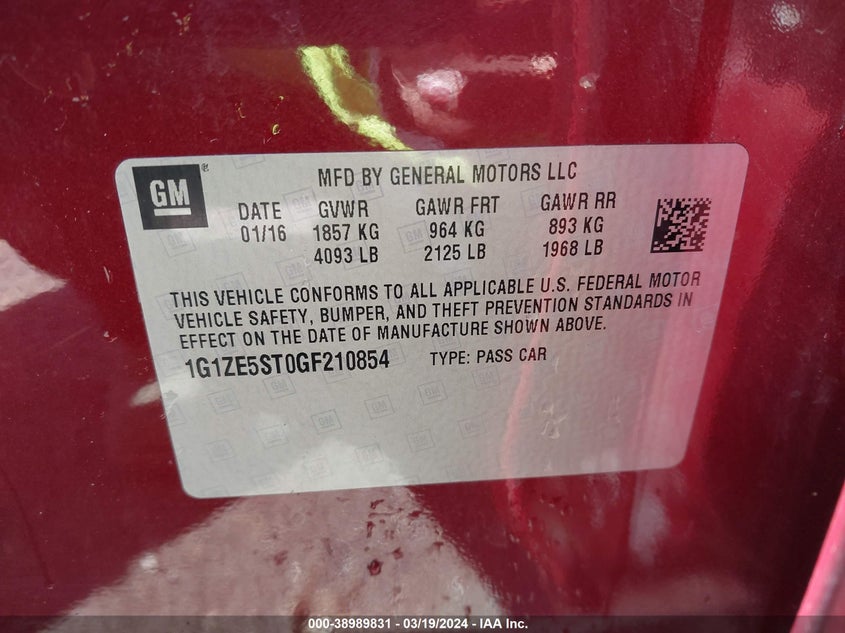 GM
MFD BY GENERAL MOTORS LLC
DATE GVWR GAWR FRT GAWR RR
01/16 1857 KG 964 KG 893 KG
4093 LB 2125 LB 1968 LB
THIS VEHICLE CONFORMS TO ALL APPLICABLE U.S. FEDERAL MOTOR
VEHICLE SAFETY, BUMPER, AND THEFT PREVENTION STANDARDS IN
EFFECT ON THE DATE OF MANUFACTURE SHOWN ABOVE.
1G1ZE5ST0GF210854 TYPE: PASS CAR
000-38989831 - 03/19/2024 - IAA Inc.